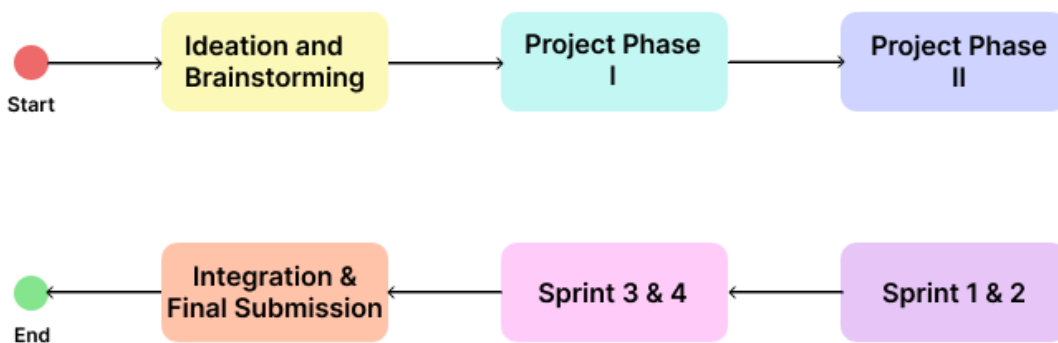 Ideation and
Brainstorming
Project Phase
I
Project Phase
II
Start
Integration &
Final Submission
Sprint 3 & 4
Sprint 1 & 2
End